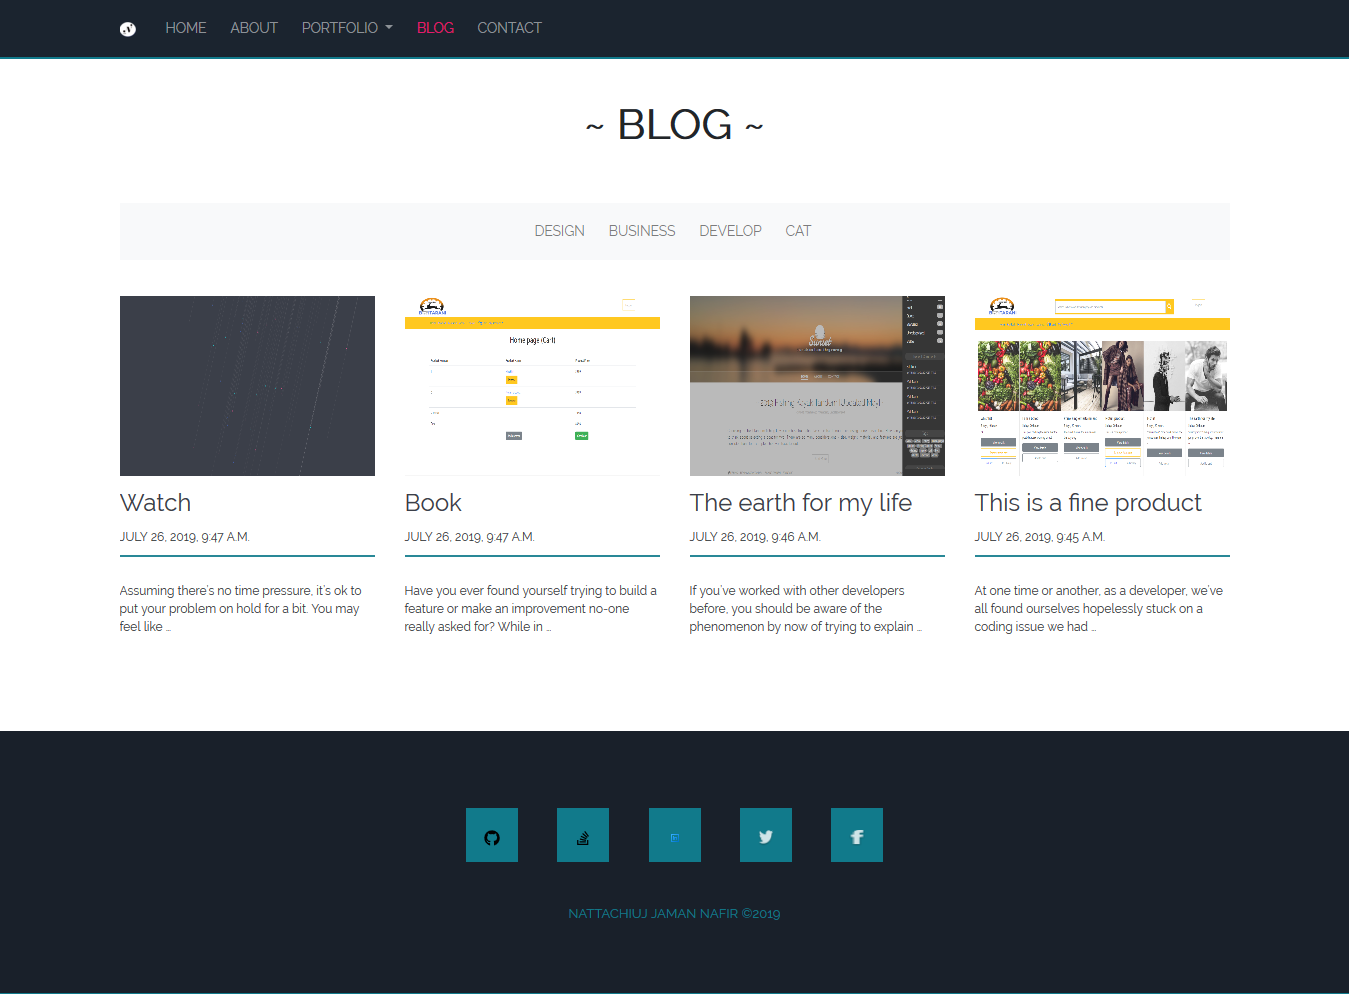 HOME ABOUT PORTFOLIO BLOG CONTACT
~ BLOG ~
DESIGN BUSINESS DEVELOP CAT
Home page (Cart)
Sunset
Watch
JULY 26, 2019, 9:47 A.M.
Assuming there's no time pressure, it's ok to
put your problem on hold for a bit. You may
feel like ...
Book
JULY 26, 2019, 9:47 A.M.
Have you ever found yourself trying to build a
feature or make an improvement no-one
really asked for? While in ...
The earth for my life
JULY 26, 2019, 9:46 A.M.
If you've worked with other developers
before, you should be aware of the
phenomenon by now of trying to explain ...
This is a fine product
JULY 26, 2019, 9:45 A.M.
At one time or another, as a developer, we've
all found ourselves hopelessly stuck on a
coding issue we had ...
NATTACHIUJ JAMAN NAFIR ©2019